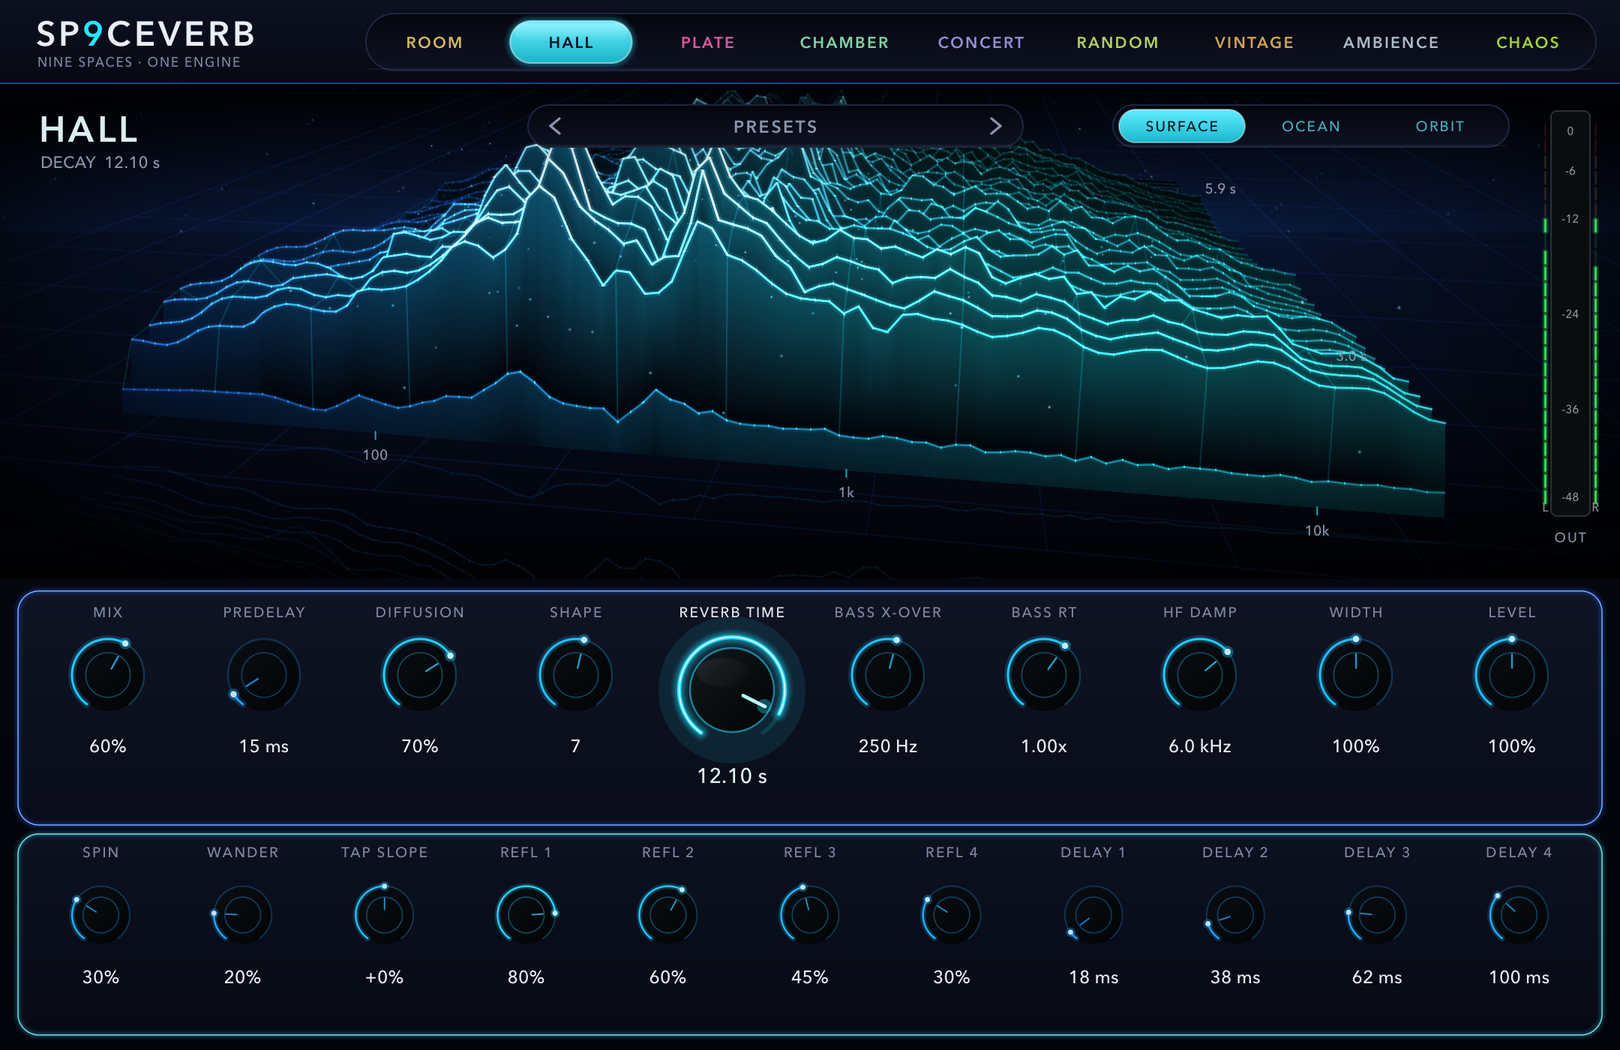 SP9CEVERB
NINE SPACES · ONE ENGINE
ROOM HALL PLATE CHAMBER CONCERT RANDOM VINTAGE AMBIENCE CHAOS
HALL
DECAY 12.10 s
PRESETS
SURFACE OCEAN ORBIT
5.9 s
3.0 s
100
1k
10k
0
-6
-12
-24
-36
-48
L R
OUT
MIX PREDELAY DIFFUSION SHAPE REVERB TIME BASS X-OVER BASS RT HF DAMP WIDTH LEVEL
60% 15 ms 70% 7 12.10 s 250 Hz 1.00x 6.0 kHz 100% 100%
SPIN WANDER TAP SLOPE REFL 1 REFL 2 REFL 3 REFL 4 DELAY 1 DELAY 2 DELAY 3 DELAY 4
30% 20% +0% 80% 60% 45% 30% 18 ms 38 ms 62 ms 100 ms